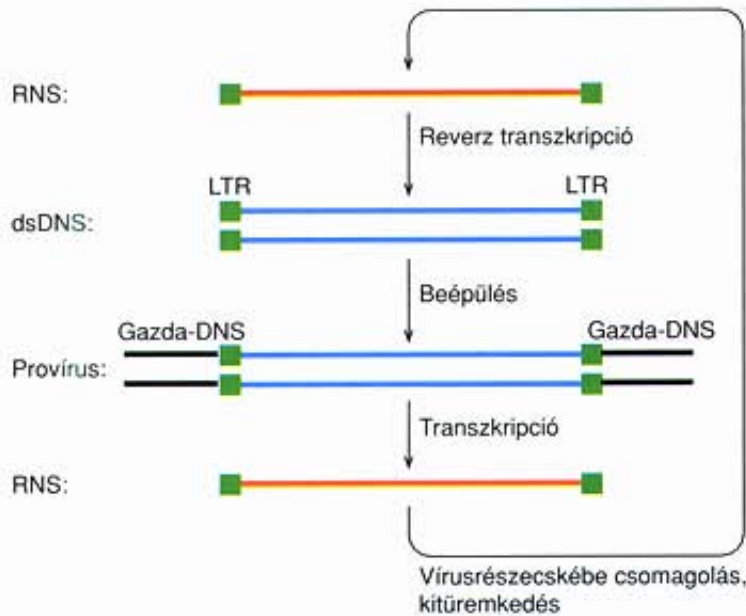 RNS:
Reverz transzkripció
LTR LTR
dsDNS:
Beépülés
Gazda-DNS Gazda-DNS
Provírus:
Transzkripció
RNS:
Vírusrészecskébe csomagolás,
kitüremkedés